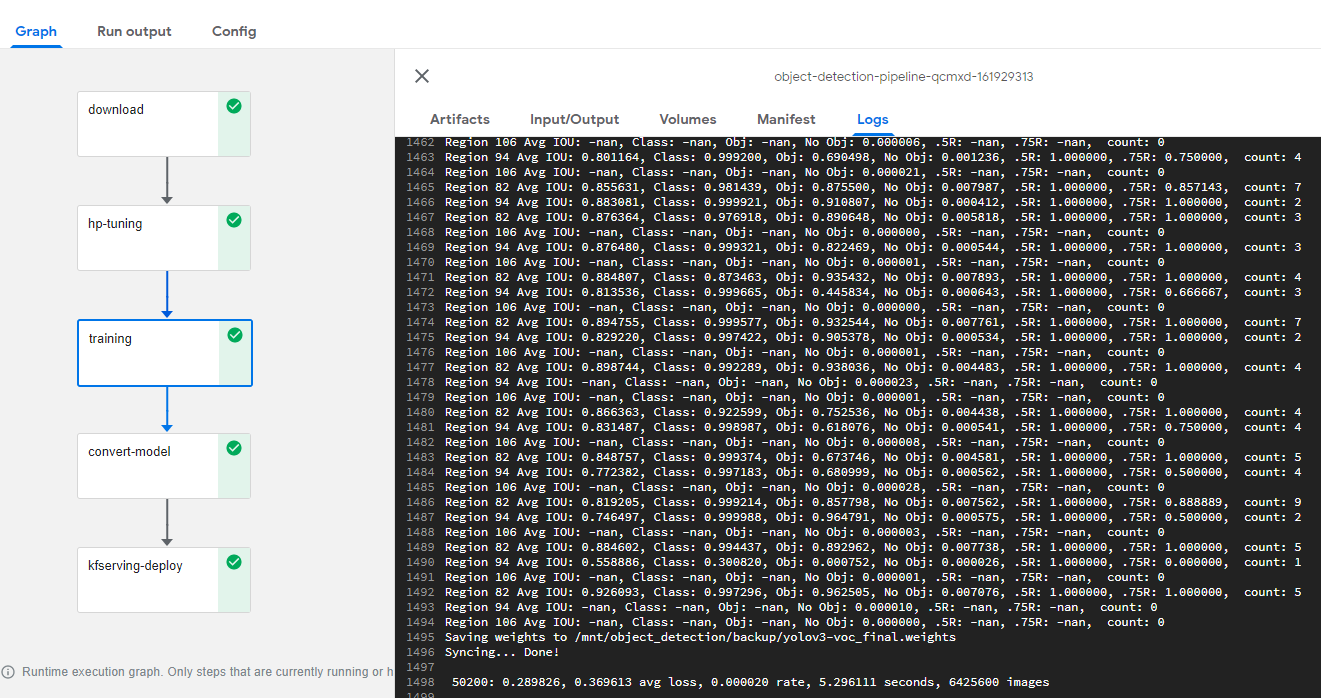 Graph Run output Config
object-detection-pipeline-qcmxd-161929313
Artifacts Input/Output Volumes Manifest Logs
download
hp-tuning
training
convert-model
kfserving-deploy
Runtime execution graph. Only steps that are currently running or h
1462 Region 106 Avg IOU: -nan, Class: -nan, Obj: -nan, No Obj: 0.000006, .5R: -nan, .75R: -nan, count: 0
1463 Region 94 Avg IOU: 0.801164, Class: 0.999200, Obj: 0.690498, No Obj: 0.001236, .5R: 1.000000, .75R: 0.750000, count: 4
1464 Region 106 Avg IOU: -nan, Class: -nan, Obj: -nan, No Obj: 0.000021, .5R: -nan, .75R: -nan, count: 0
1465 Region 82 Avg IOU: 0.855631, Class: 0.981439, Obj: 0.875500, No Obj: 0.007987, .5R: 1.000000, .75R: 0.857143, count: 7
1466 Region 94 Avg IOU: 0.883081, Class: 0.999921, Obj: 0.910807, No Obj: 0.000412, .5R: 1.000000, .75R: 1.000000, count: 2
1467 Region 82 Avg IOU: 0.876364, Class: 0.976918, Obj: 0.890648, No Obj: 0.005818, .5R: 1.000000, .75R: 1.000000, count: 3
1468 Region 106 Avg IOU: -nan, Class: -nan, Obj: -nan, No Obj: 0.000000, .5R: -nan, .75R: -nan, count: 0
1469 Region 94 Avg IOU: 0.876480, Class: 0.999321, Obj: 0.822469, No Obj: 0.000544, .5R: 1.000000, .75R: 1.000000, count: 3
1470 Region 106 Avg IOU: -nan, Class: -nan, Obj: -nan, No Obj: 0.000001, .5R: -nan, .75R: -nan, count: 0
1471 Region 82 Avg IOU: 0.884807, Class: 0.873463, Obj: 0.935432, No Obj: 0.007893, .5R: 1.000000, .75R: 1.000000, count: 4
1472 Region 94 Avg IOU: 0.813536, Class: 0.999665, Obj: 0.445834, No Obj: 0.000643, .5R: 1.000000, .75R: 0.666667, count: 3
1473 Region 106 Avg IOU: -nan, Class: -nan, Obj: -nan, No Obj: 0.000000, .5R: -nan, .75R: -nan, count: 0
1474 Region 82 Avg IOU: 0.894755, Class: 0.999577, Obj: 0.932544, No Obj: 0.007761, .5R: 1.000000, .75R: 1.000000, count: 7
1475 Region 94 Avg IOU: 0.829220, Class: 0.997422, Obj: 0.905378, No Obj: 0.000534, .5R: 1.000000, .75R: 1.000000, count: 2
1476 Region 106 Avg IOU: -nan, Class: -nan, Obj: -nan, No Obj: 0.000001, .5R: -nan, .75R: -nan, count: 0
1477 Region 82 Avg IOU: 0.898744, Class: 0.992289, Obj: 0.938036, No Obj: 0.004483, .5R: 1.000000, .75R: 1.000000, count: 4
1478 Region 94 Avg IOU: -nan, Class: -nan, Obj: -nan, No Obj: 0.000023, .5R: -nan, .75R: -nan, count: 0
1479 Region 106 Avg IOU: -nan, Class: -nan, Obj: -nan, No Obj: 0.000001, .5R: -nan, .75R: -nan, count: 0
1480 Region 82 Avg IOU: 0.866363, Class: 0.922599, Obj: 0.752536, No Obj: 0.004438, .5R: 1.000000, .75R: 1.000000, count: 4
1481 Region 94 Avg IOU: 0.831487, Class: 0.998987, Obj: 0.618076, No Obj: 0.000541, .5R: 1.000000, .75R: 0.750000, count: 4
1482 Region 106 Avg IOU: -nan, Class: -nan, Obj: -nan, No Obj: 0.000008, .5R: -nan, .75R: -nan, count: 0
1483 Region 82 Avg IOU: 0.848757, Class: 0.999374, Obj: 0.673746, No Obj: 0.004581, .5R: 1.000000, .75R: 1.000000, count: 5
1484 Region 94 Avg IOU: 0.772382, Class: 0.997183, Obj: 0.680999, No Obj: 0.000562, .5R: 1.000000, .75R: 0.500000, count: 4
1485 Region 106 Avg IOU: -nan, Class: -nan, Obj: -nan, No Obj: 0.000028, .5R: -nan, .75R: -nan, count: 0
1486 Region 82 Avg IOU: 0.819205, Class: 0.999214, Obj: 0.857798, No Obj: 0.007562, .5R: 1.000000, .75R: 0.888889, count: 9
1487 Region 94 Avg IOU: 0.746497, Class: 0.999988, Obj: 0.964791, No Obj: 0.000575, .5R: 1.000000, .75R: 0.500000, count: 2
1488 Region 106 Avg IOU: -nan, Class: -nan, Obj: -nan, No Obj: 0.000003, .5R: -nan, .75R: -nan, count: 0
1489 Region 82 Avg IOU: 0.884602, Class: 0.994437, Obj: 0.892962, No Obj: 0.007738, .5R: 1.000000, .75R: 1.000000, count: 5
1490 Region 94 Avg IOU: 0.558886, Class: 0.300820, Obj: 0.000752, No Obj: 0.000026, .5R: 1.000000, .75R: 0.000000, count: 1
1491 Region 106 Avg IOU: -nan, Class: -nan, Obj: -nan, No Obj: 0.000001, .5R: -nan, .75R: -nan, count: 0
1492 Region 82 Avg IOU: 0.926093, Class: 0.997296, Obj: 0.962505, No Obj: 0.007076, .5R: 1.000000, .75R: 1.000000, count: 5
1493 Region 94 Avg IOU: -nan, Class: -nan, Obj: -nan, No Obj: 0.000010, .5R: -nan, .75R: -nan, count: 0
1494 Region 106 Avg IOU: -nan, Class: -nan, Obj: -nan, No Obj: 0.000000, .5R: -nan, .75R: -nan, count: 0
1495 Saving weights to /mnt/object_detection/backup/yolov3-voc_final.weights
1496 Syncing... Done!
1497
1498 50200: 0.289826, 0.369613 avg loss, 0.000020 rate, 5.296111 seconds, 6425600 images
1499